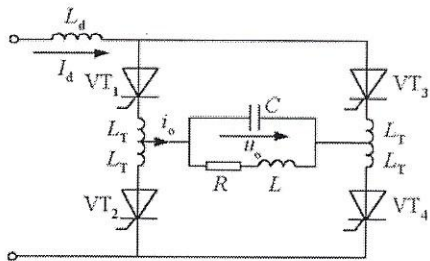 L_d
I_d
VT_1
VT_3
C
L_T
i_o
u_o
L_T
L_T
L_T
R
L
VT_2
VT_4